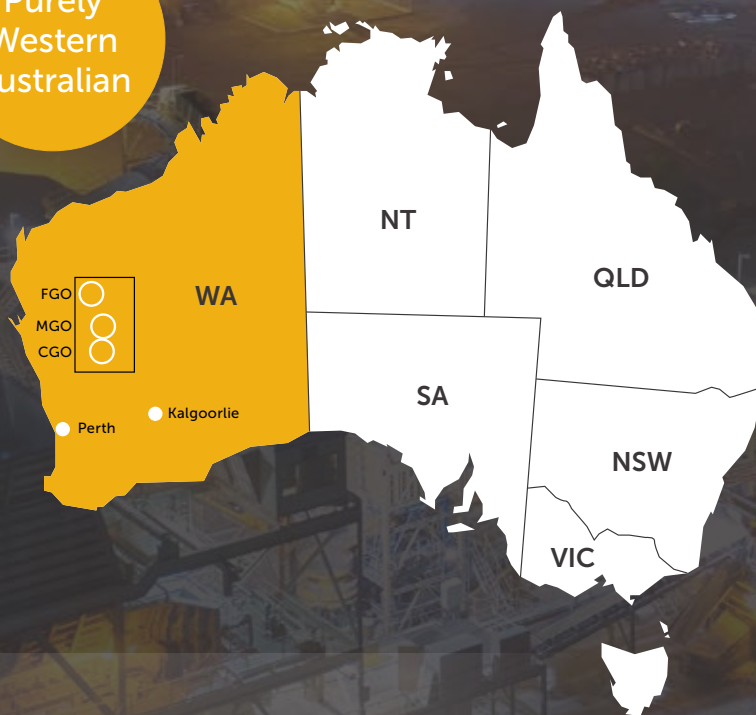 Purely
Western
Australian
NT
QLD
WA
FGO
MGO
CGO
SA
Kalgoorlie
Perth
NSW
VIC